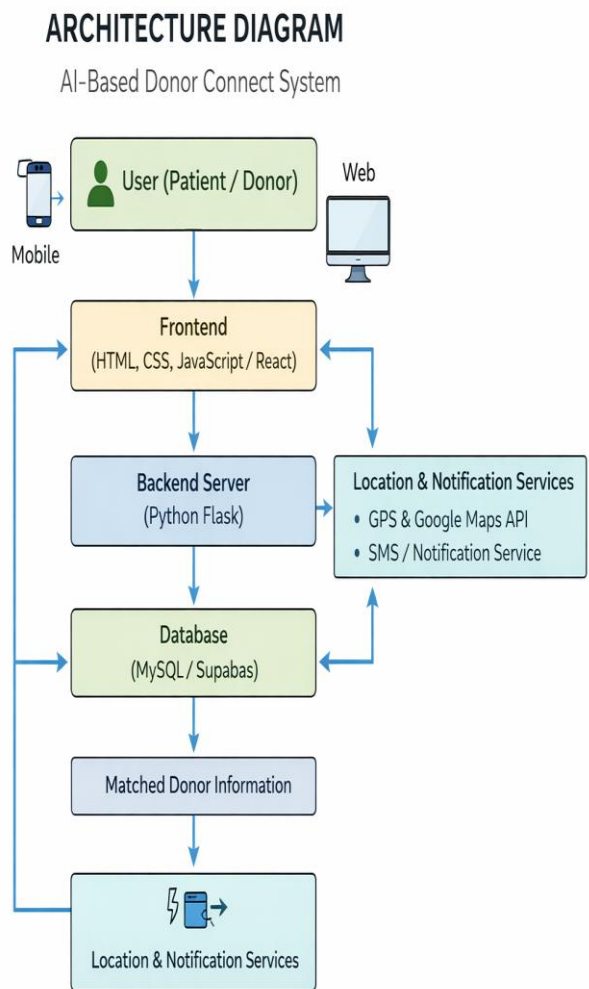 ARCHITECTURE DIAGRAM
AI-Based Donor Connect System
User (Patient / Donor)
Web
Mobile
Frontend
(HTML, CSS, JavaScript / React)
Backend Server
(Python Flask)
Location & Notification Services
• GPS & Google Maps API
• SMS / Notification Service
Database
(MySQL / Supabas)
Matched Donor Information
Location & Notification Services